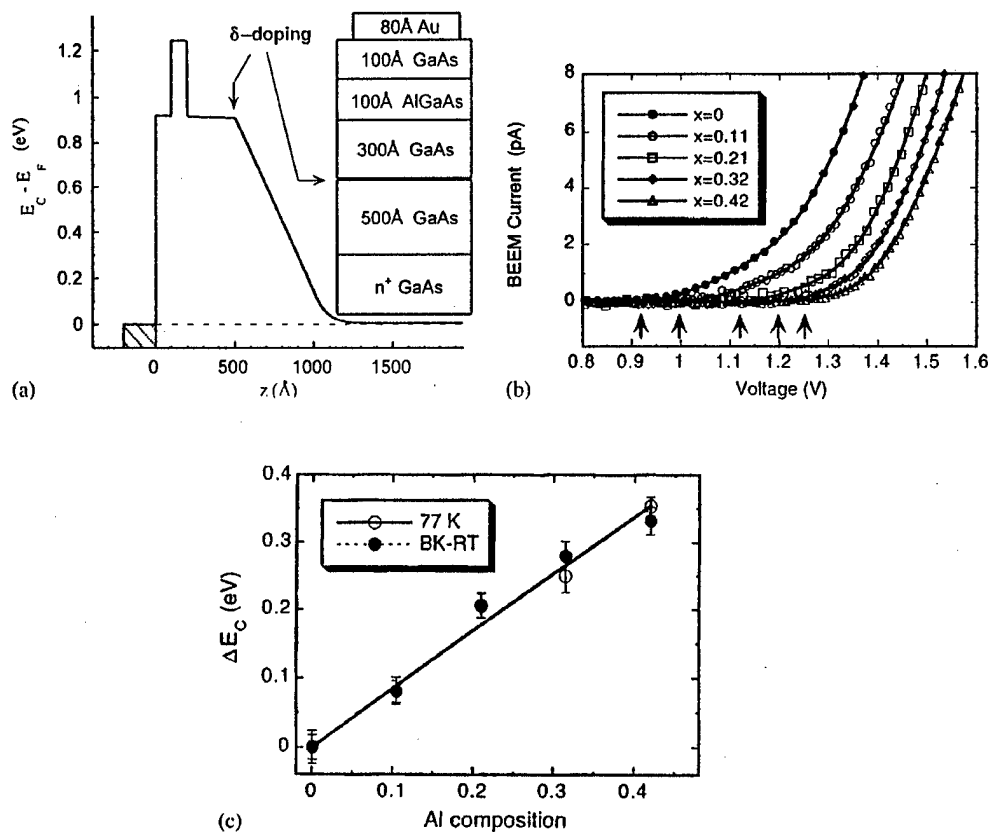 δ-doping
80Å Au
100Å GaAs
100Å AlGaAs
300Å GaAs
500Å GaAs
n+ GaAs
E_C - E_F (eV)
1.2
1
0.8
0.6
0.4
0.2
0
0 500 1000 1500
z (Å)
(a)
BEEM Current (pA)
8
6
4
2
0
x=0
x=0.11
x=0.21
x=0.32
x=0.42
0.8 0.9 1 1.1 1.2 1.3 1.4 1.5 1.6
Voltage (V)
(b)
ΔE_C (eV)
0.4
0.3
0.2
0.1
0
77 K
BK-RT
0 0.1 0.2 0.3 0.4
Al composition
(c)